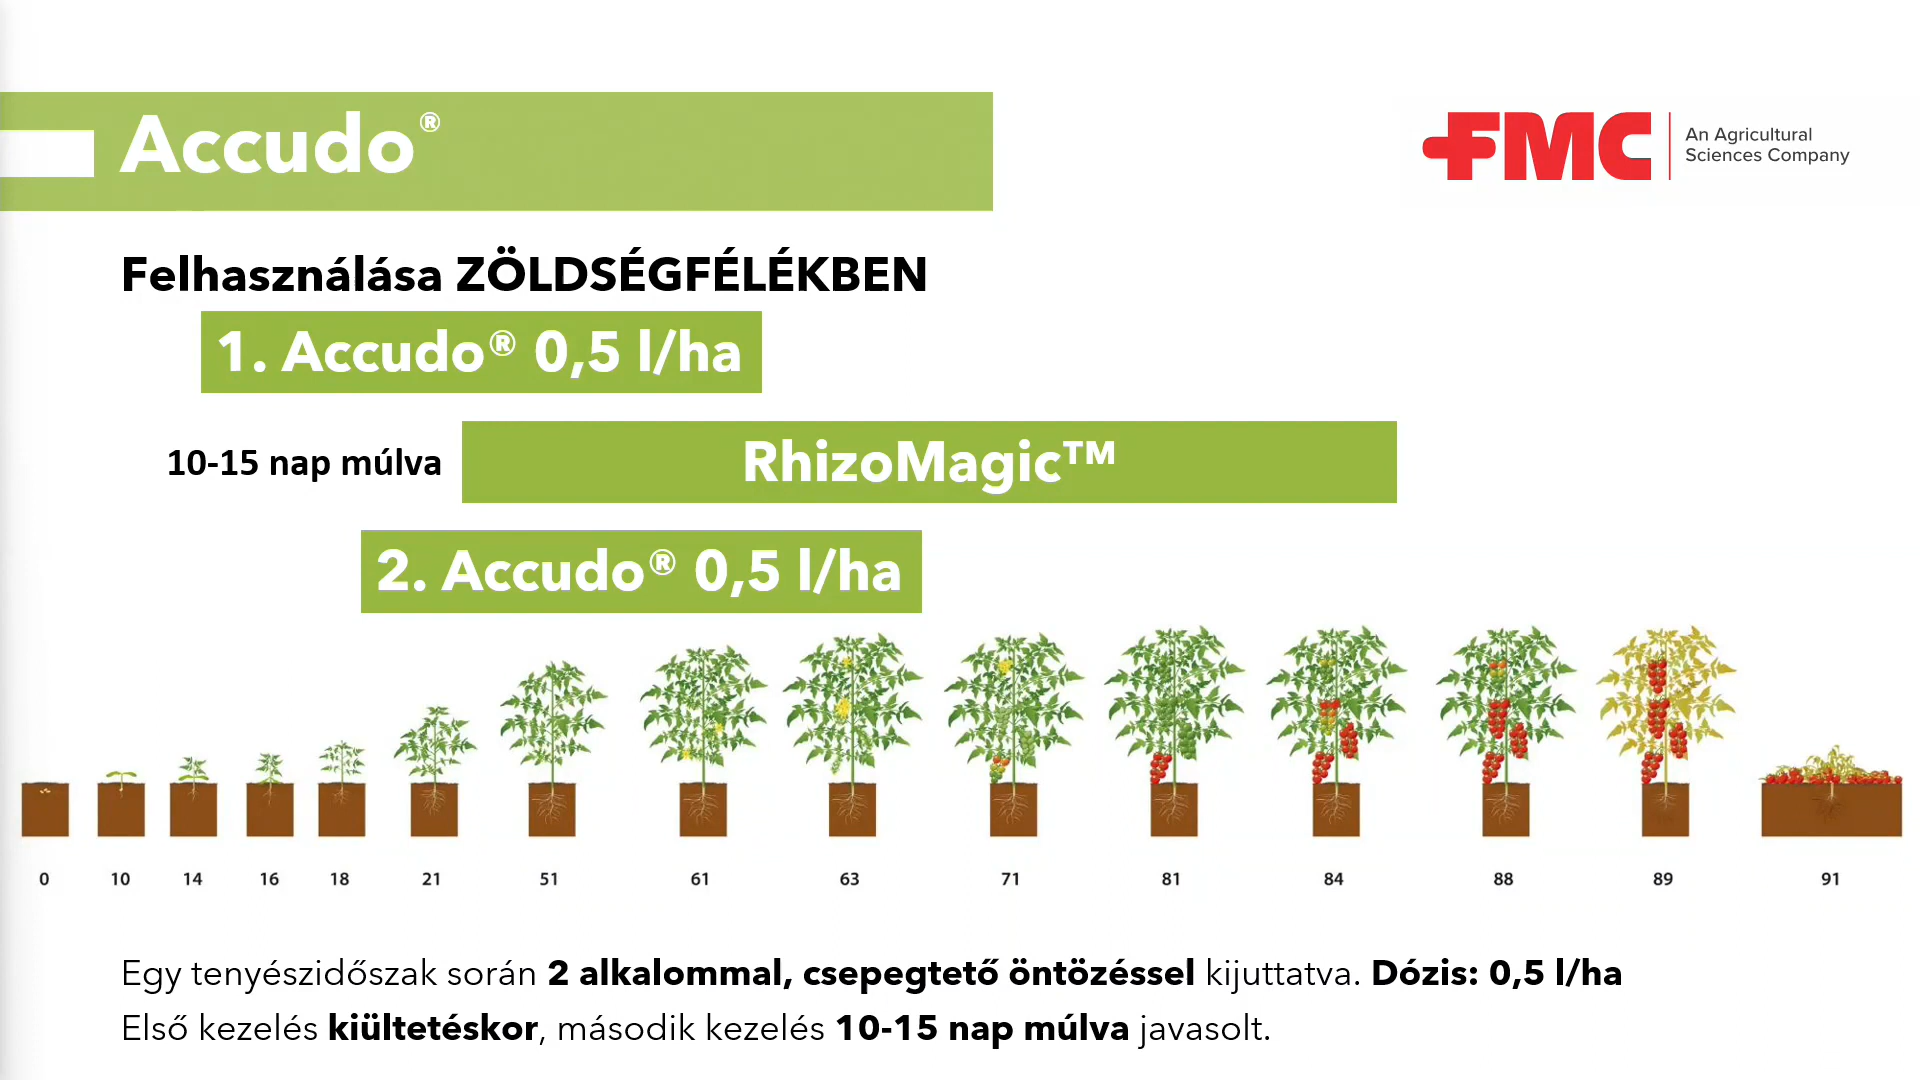 Accudo®
FMC
An Agricultural
Sciences Company
Felhasználása ZÖLDSÉGFÉLÉKBEN
1. Accudo® 0,5 l/ha
10-15 nap múlva
RhizoMagic™
2. Accudo® 0,5 l/ha
0 10 14 16 18 21 51 61 63 71 81 84 88 89 91
Egy tenyészidőszak során 2 alkalommal, csepegtető öntözéssel kijuttatva. Dózis: 0,5 l/ha
Első kezelés kiültetéskor, második kezelés 10-15 nap múlva javasolt.